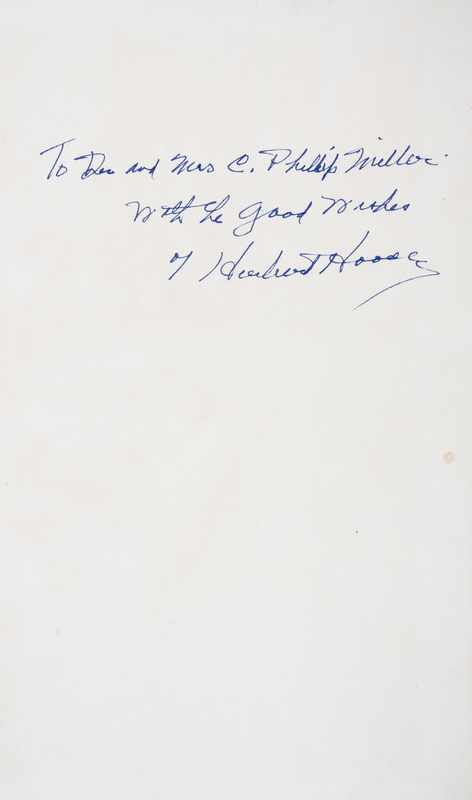 To Dr. and Mrs C. Phillip Miller
With the Good Wishes
of Herbert Hoover